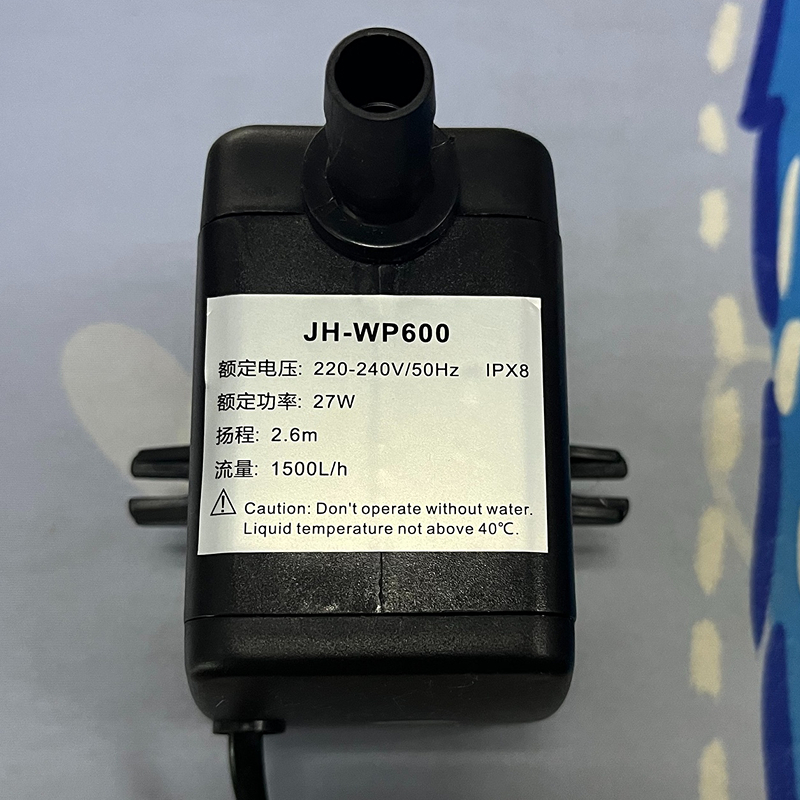 JH-WP600
额定电压: 220-240V/50Hz IPX8
额定功率: 27W
扬程: 2.6m
流量: 1500L/h
Caution: Don't operate without water.
Liquid temperature not above 40℃.